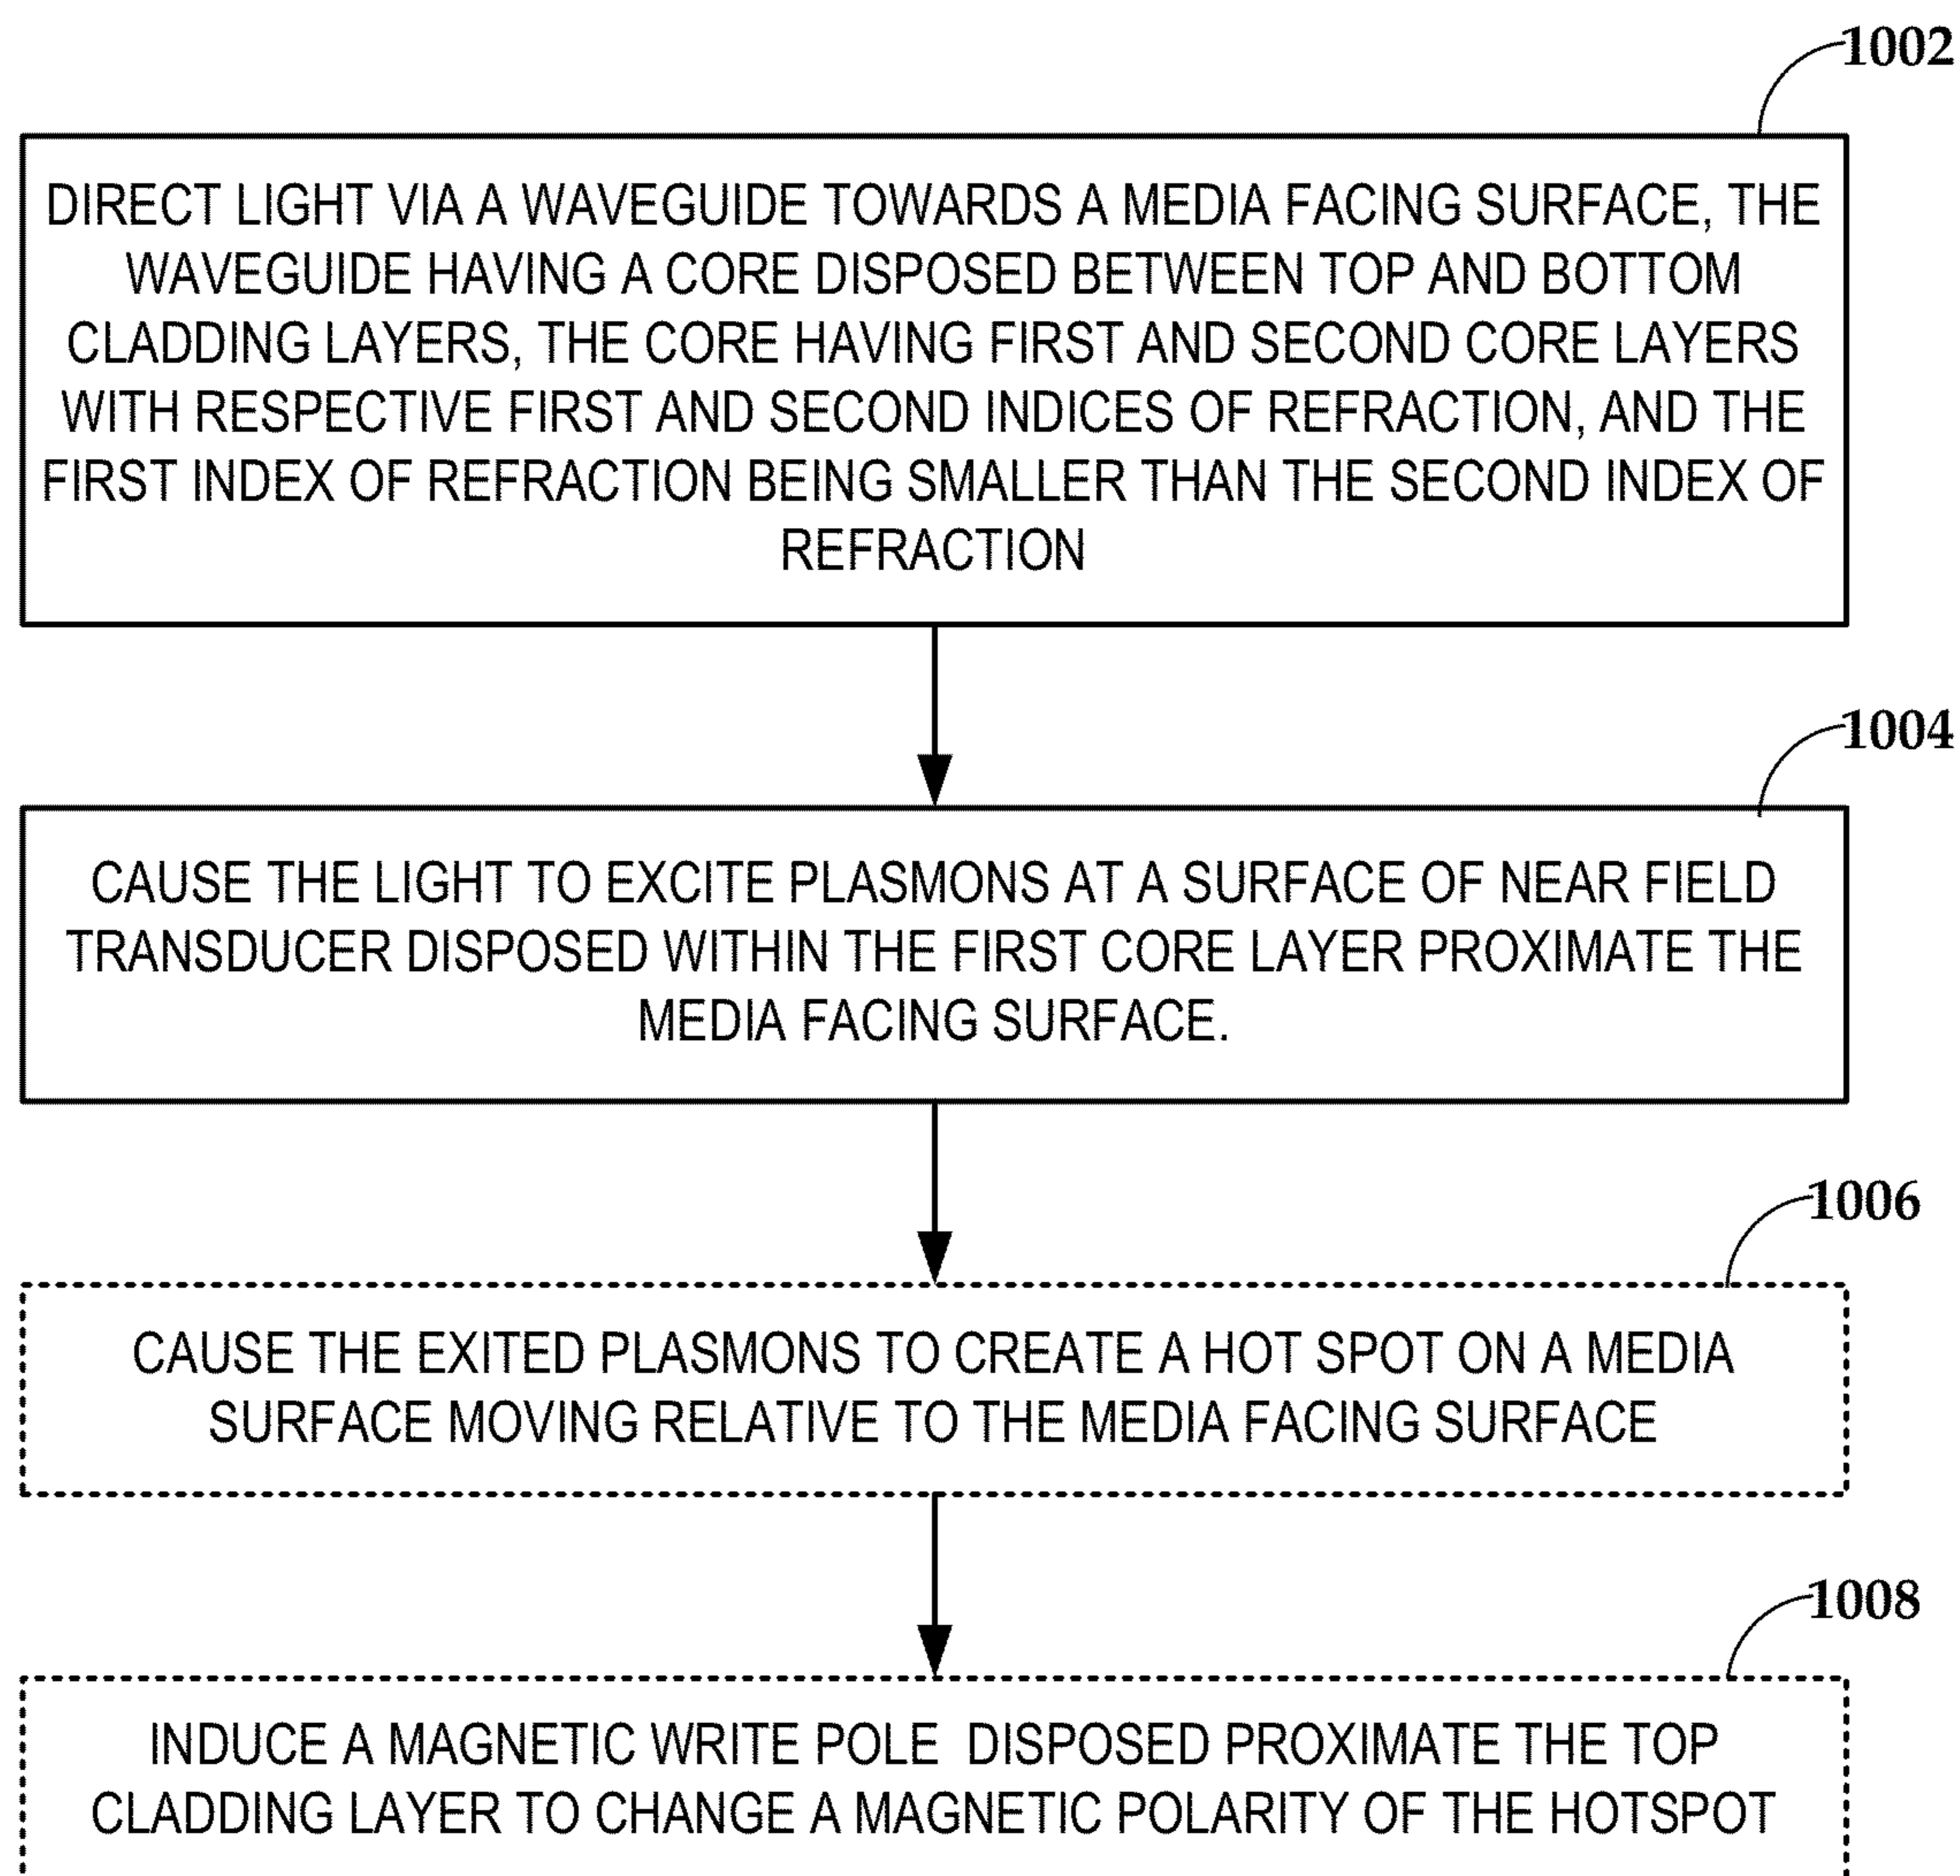 1002
DIRECT LIGHT VIA A WAVEGUIDE TOWARDS A MEDIA FACING SURFACE, THE
WAVEGUIDE HAVING A CORE DISPOSED BETWEEN TOP AND BOTTOM
CLADDING LAYERS, THE CORE HAVING FIRST AND SECOND CORE LAYERS
WITH RESPECTIVE FIRST AND SECOND INDICES OF REFRACTION, AND THE
FIRST INDEX OF REFRACTION BEING SMALLER THAN THE SECOND INDEX OF
REFRACTION
1004
CAUSE THE LIGHT TO EXCITE PLASMONS AT A SURFACE OF NEAR FIELD
TRANSDUCER DISPOSED WITHIN THE FIRST CORE LAYER PROXIMATE THE
MEDIA FACING SURFACE.
1006
CAUSE THE EXITED PLASMONS TO CREATE A HOT SPOT ON A MEDIA
SURFACE MOVING RELATIVE TO THE MEDIA FACING SURFACE
1008
INDUCE A MAGNETIC WRITE POLE DISPOSED PROXIMATE THE TOP
CLADDING LAYER TO CHANGE A MAGNETIC POLARITY OF THE HOTSPOT